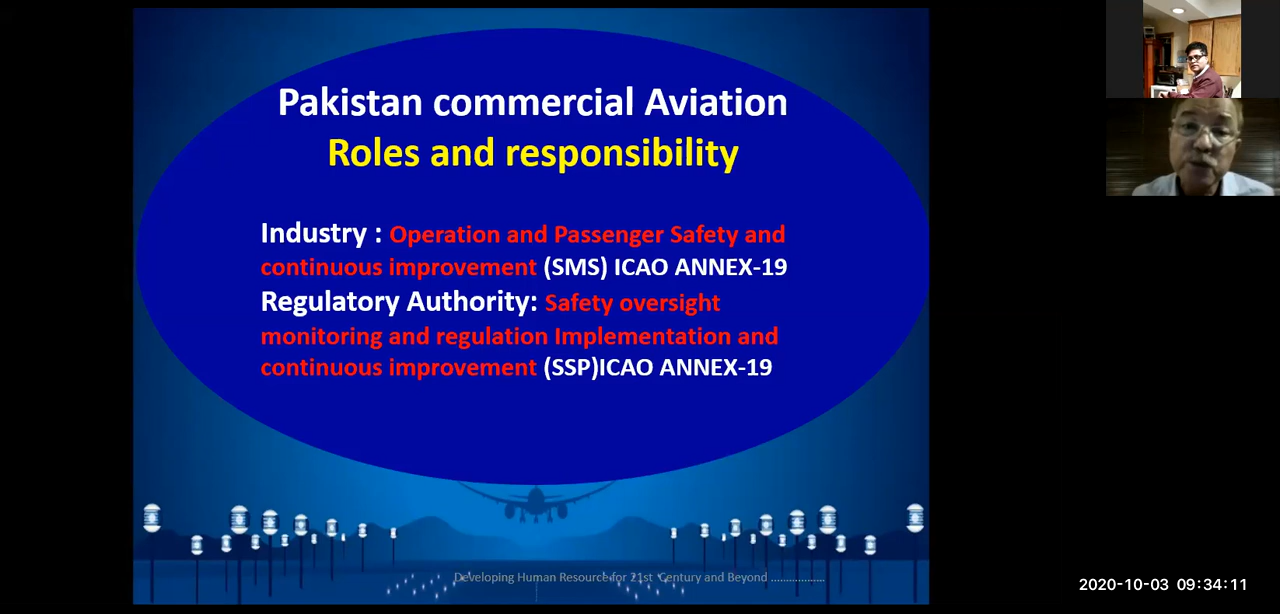 Pakistan commercial Aviation
Roles and responsibility
Industry : Operation and Passenger Safety and
continuous improvement (SMS) ICAO ANNEX-19
Regulatory Authority: Safety oversight
monitoring and regulation Implementation and
continuous improvement (SSP)ICAO ANNEX-19
Developing Human Resource for 21st Century and Beyond ..................
2020-10-03 09:34:11